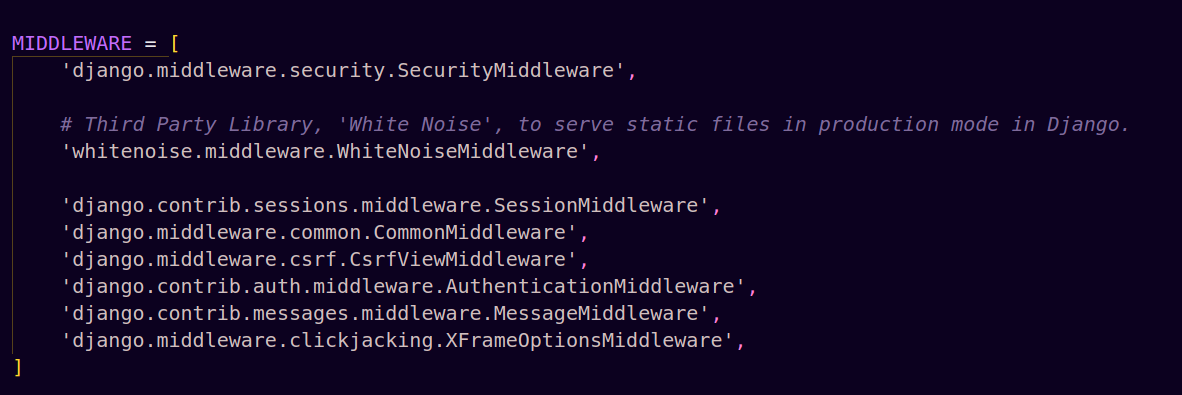 MIDDLEWARE = [
'django.middleware.security.SecurityMiddleware',
# Third Party Library, 'White Noise', to serve static files in production mode in Django.
'whitenoise.middleware.WhiteNoiseMiddleware',
'django.contrib.sessions.middleware.SessionMiddleware',
'django.middleware.common.CommonMiddleware',
'django.middleware.csrf.CsrfViewMiddleware',
'django.contrib.auth.middleware.AuthenticationMiddleware',
'django.contrib.messages.middleware.MessageMiddleware',
'django.middleware.clickjacking.XFrameOptionsMiddleware',
]